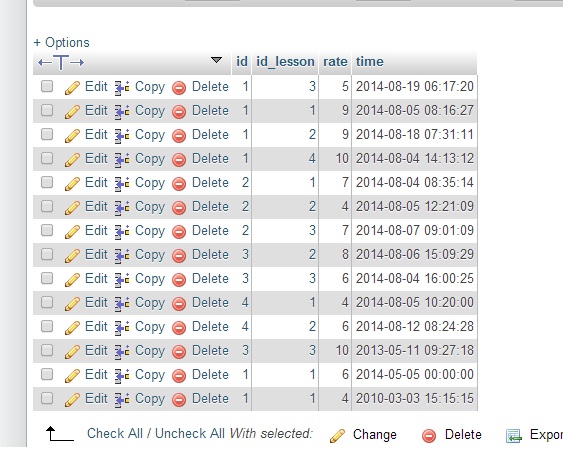 + Options
id id_lesson rate time
Edit Copy Delete 1 3 5 2014-08-19 06:17:20
Edit Copy Delete 1 1 9 2014-08-05 08:16:27
Edit Copy Delete 1 2 9 2014-08-18 07:31:11
Edit Copy Delete 1 4 10 2014-08-04 14:13:12
Edit Copy Delete 2 1 7 2014-08-04 08:35:14
Edit Copy Delete 2 2 4 2014-08-05 12:21:09
Edit Copy Delete 2 3 7 2014-08-07 09:01:09
Edit Copy Delete 3 2 8 2014-08-06 15:09:29
Edit Copy Delete 3 3 6 2014-08-04 16:00:25
Edit Copy Delete 4 1 4 2014-08-05 10:20:00
Edit Copy Delete 4 2 6 2014-08-12 08:24:28
Edit Copy Delete 3 3 10 2013-05-11 09:27:18
Edit Copy Delete 1 1 6 2014-05-05 00:00:00
Edit Copy Delete 1 1 4 2010-03-03 15:15:15
Check All / Uncheck All With selected: Change Delete Expor